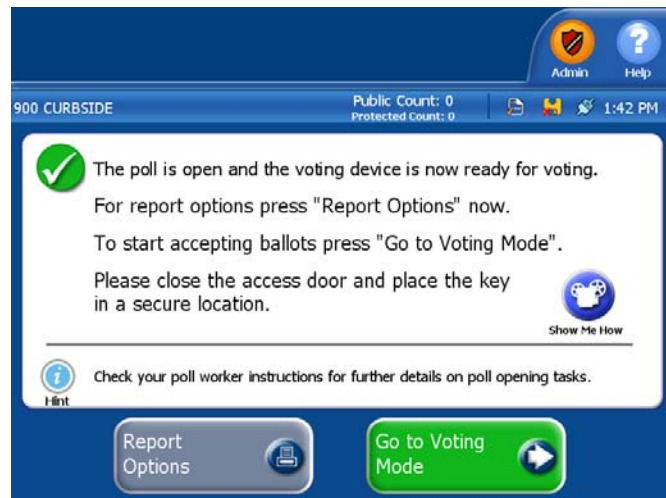 Admin
Help
900 CURBSIDE
Public Count: 0
Protected Count: 0
1:42 PM
The poll is open and the voting device is now ready for voting.
For report options press "Report Options" now.
To start accepting ballots press "Go to Voting Mode".
Please close the access door and place the key
in a secure location.
Show Me How
Hint
Check your poll worker instructions for further details on poll opening tasks.
Report
Options
Go to Voting
Mode